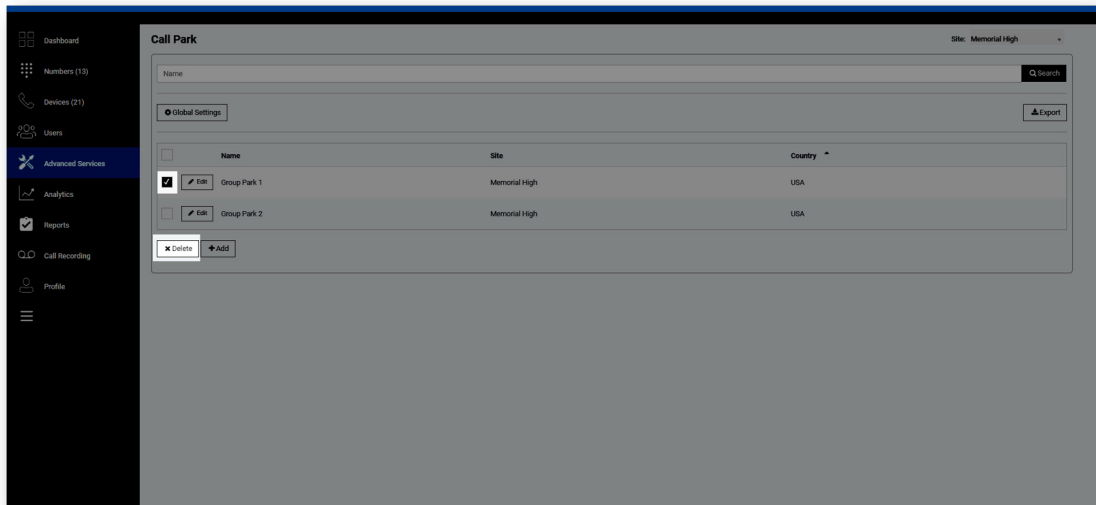 Dashboard
Numbers (13)
Devices (21)
Users
Advanced Services
Analytics
Reports
Call Recording
Profile
Call Park
Site: Memorial High
Name
Search
Global Settings
Export
Name Site Country
Edit Group Park 1 Memorial High USA
Edit Group Park 2 Memorial High USA
Delete Add